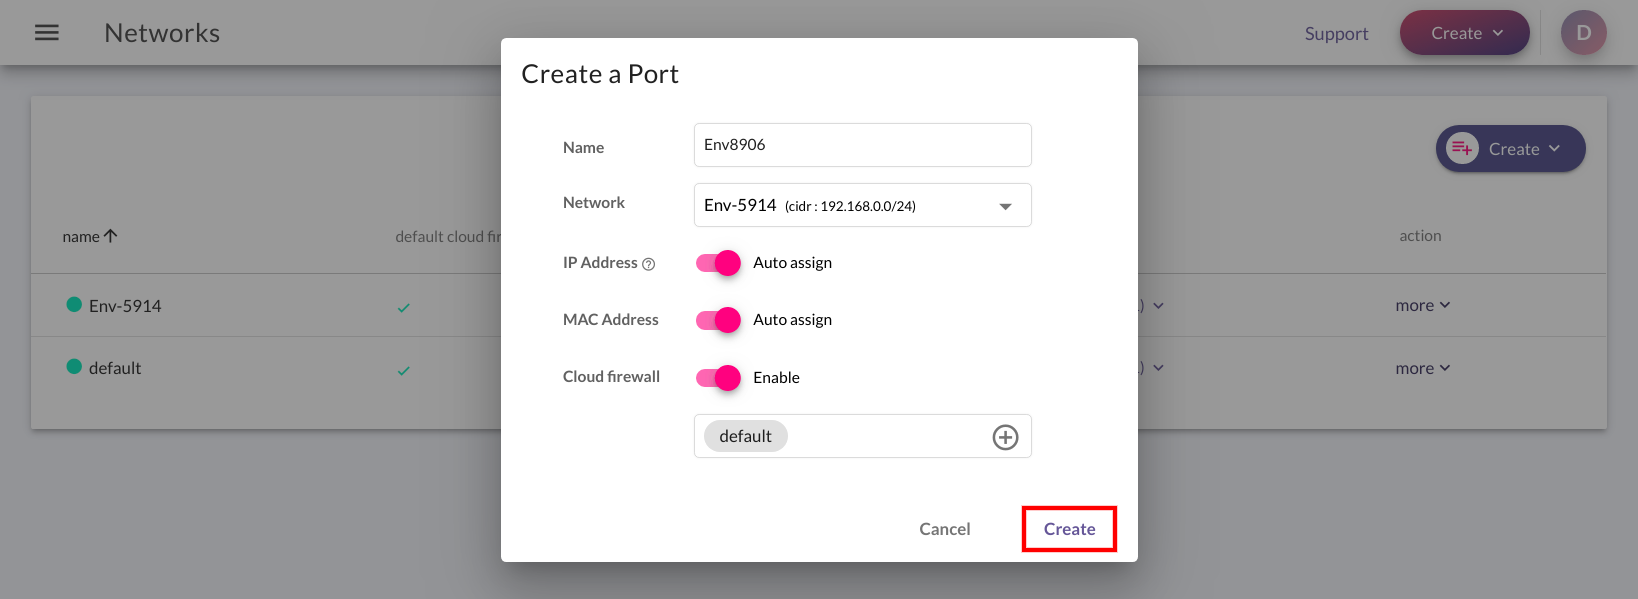 Networks
Support
Create
D
Create a Port
Name
Env8906
Network
Env-5914 (cidr : 192.168.0.0/24)
IP Address
Auto assign
MAC Address
Auto assign
Cloud firewall
Enable
default
Cancel
Create
Create
name
default cloud fir
action
Env-5914
more
default
more